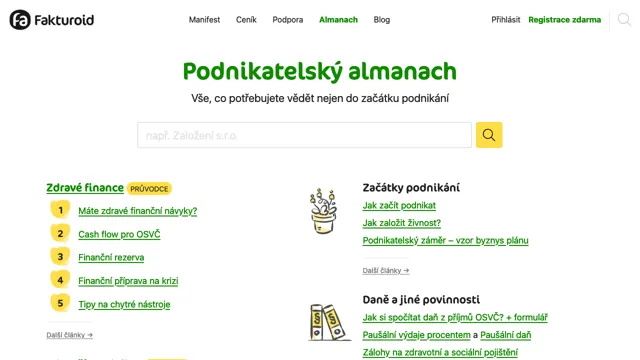 Fakturoid
Manifest Ceník Podpora Almanach Blog
Přihlásit Registrace zdarma
Podnikatelský almanach
Vše, co potřebujete vědět nejen do začátku podnikání
např. Založení s.r.o
Zdravé finance PRŮVODCE
1 Máte zdravé finanční návyky?
2 Cash flow pro OSVČ
3 Finanční rezerva
4 Finanční příprava na krizi
5 Tipy na chytré nástroje
Další články →
Začátky podnikání
Jak začít podnikat
Jak založit živnost?
Podnikatelský záměr – vzor byznys plánu
Další články →
Daně a jiné povinnosti
Jak si spočítat daň z příjmů OSVČ? + formulář
Paušální výdaje procentem a Paušální daň
Zálohy na zdravotní a sociální pojištění